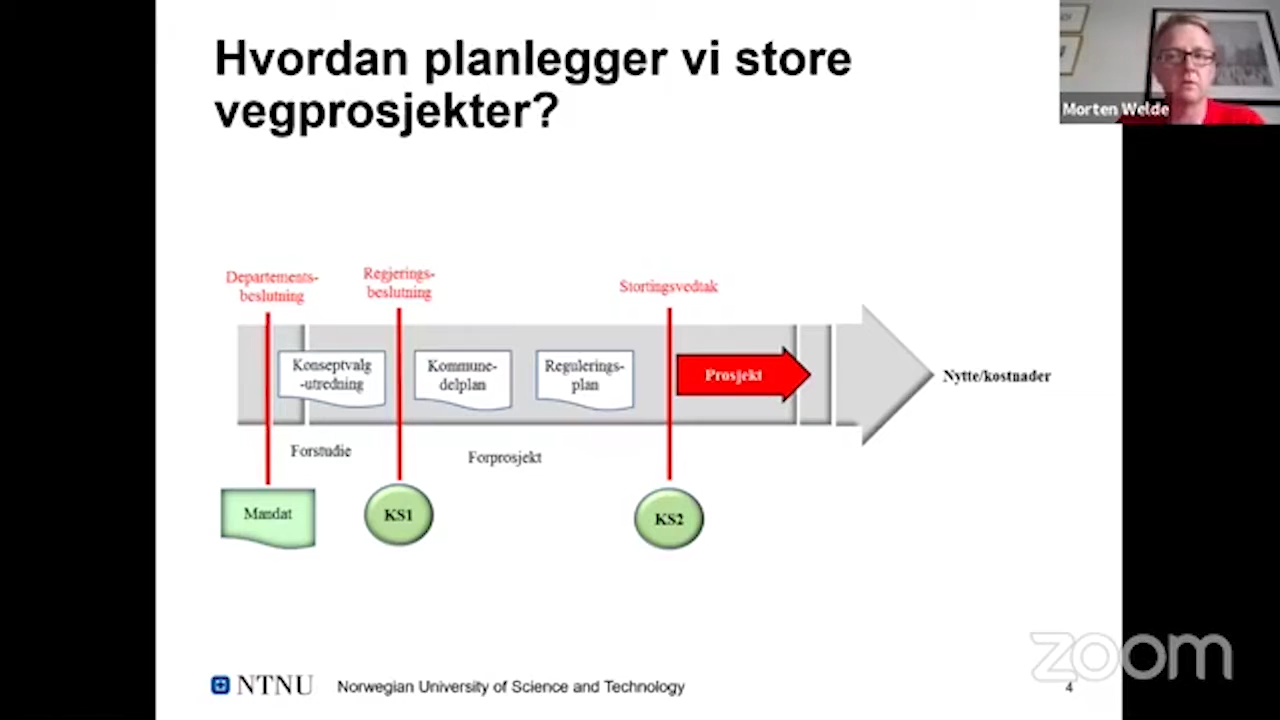 Hvordan planlegger vi store
vegprosjekter?
Morten Welde
Departements-
beslutning
Regjerings-
beslutning
Stortingsvedtak
Konseptvalg
-utredning
Kommune-
delplan
Regulerings-
plan
Prosjekt
Nytte/kostnader
Forstudie
Forprosjekt
Mandat
KS1
KS2
zoom
NTNU
Norwegian University of Science and Technology
4